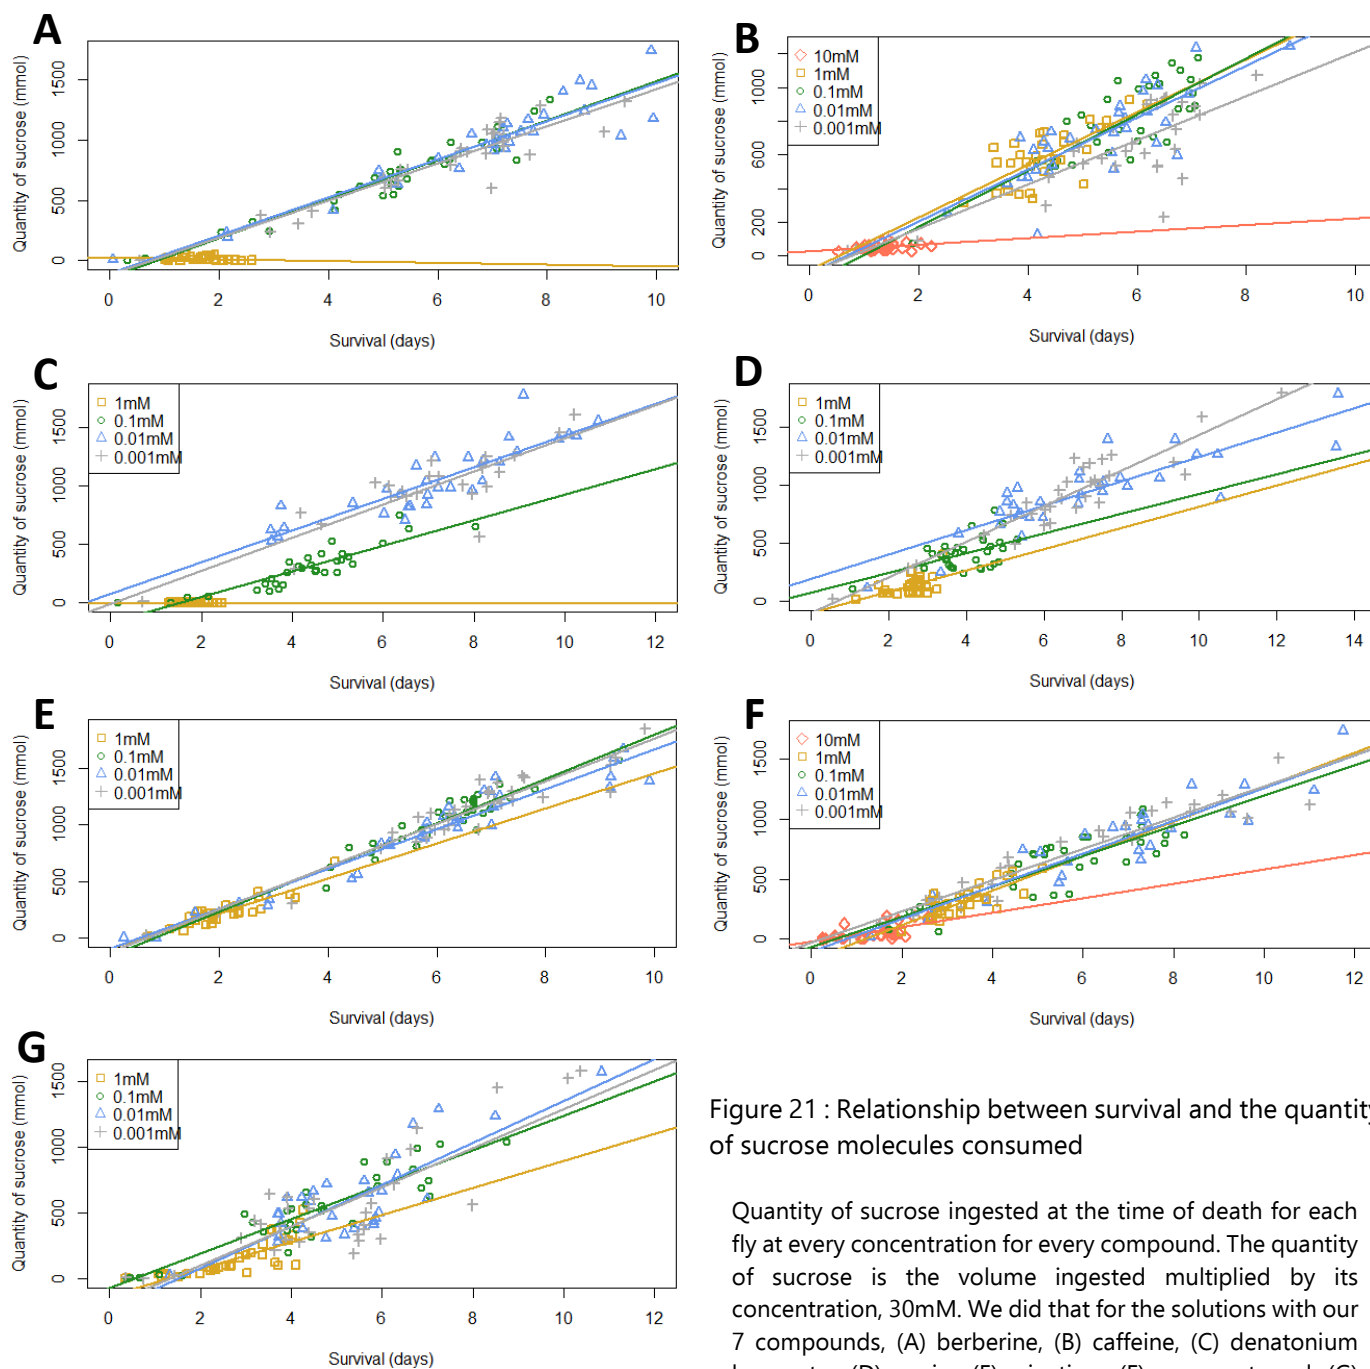 A
Quantity of sucrose (mmol)
1500
1000
500
0
0 2 4 6 8 10
Survival (days)
B
Quantity of sucrose (mmol)
10mM
1mM
0.1mM
0.01mM
0.001mM
1000
600
200
0
0 2 4 6 8 10
Survival (days)
C
Quantity of sucrose (mmol)
1mM
0.1mM
0.01mM
0.001mM
1500
1000
500
0
0 2 4 6 8 10 12
Survival (days)
D
Quantity of sucrose (mmol)
1mM
0.1mM
0.01mM
0.001mM
1500
1000
500
0
0 2 4 6 8 10 12 14
Survival (days)
E
Quantity of sucrose (mmol)
1mM
0.1mM
0.01mM
0.001mM
1500
1000
500
0
0 2 4 6 8 10
Survival (days)
F
Quantity of sucrose (mmol)
10mM
1mM
0.1mM
0.01mM
0.001mM
1500
1000
500
0
0 2 4 6 8 10 12
Survival (days)
G
Quantity of sucrose (mmol)
1mM
0.1mM
0.01mM
0.001mM
1500
1000
500
0
0 2 4 6 8 10 12
Survival (days)
Figure 21 : Relationship between survival and the quantity
of sucrose molecules consumed
Quantity of sucrose ingested at the time of death for each
fly at every concentration for every compound. The quantity
of sucrose is the volume ingested multiplied by its
concentration, 30mM. We did that for the solutions with our
7 compounds, (A) berberine, (B) caffeine, (C) denatonium
(D) (E) (F) (G)